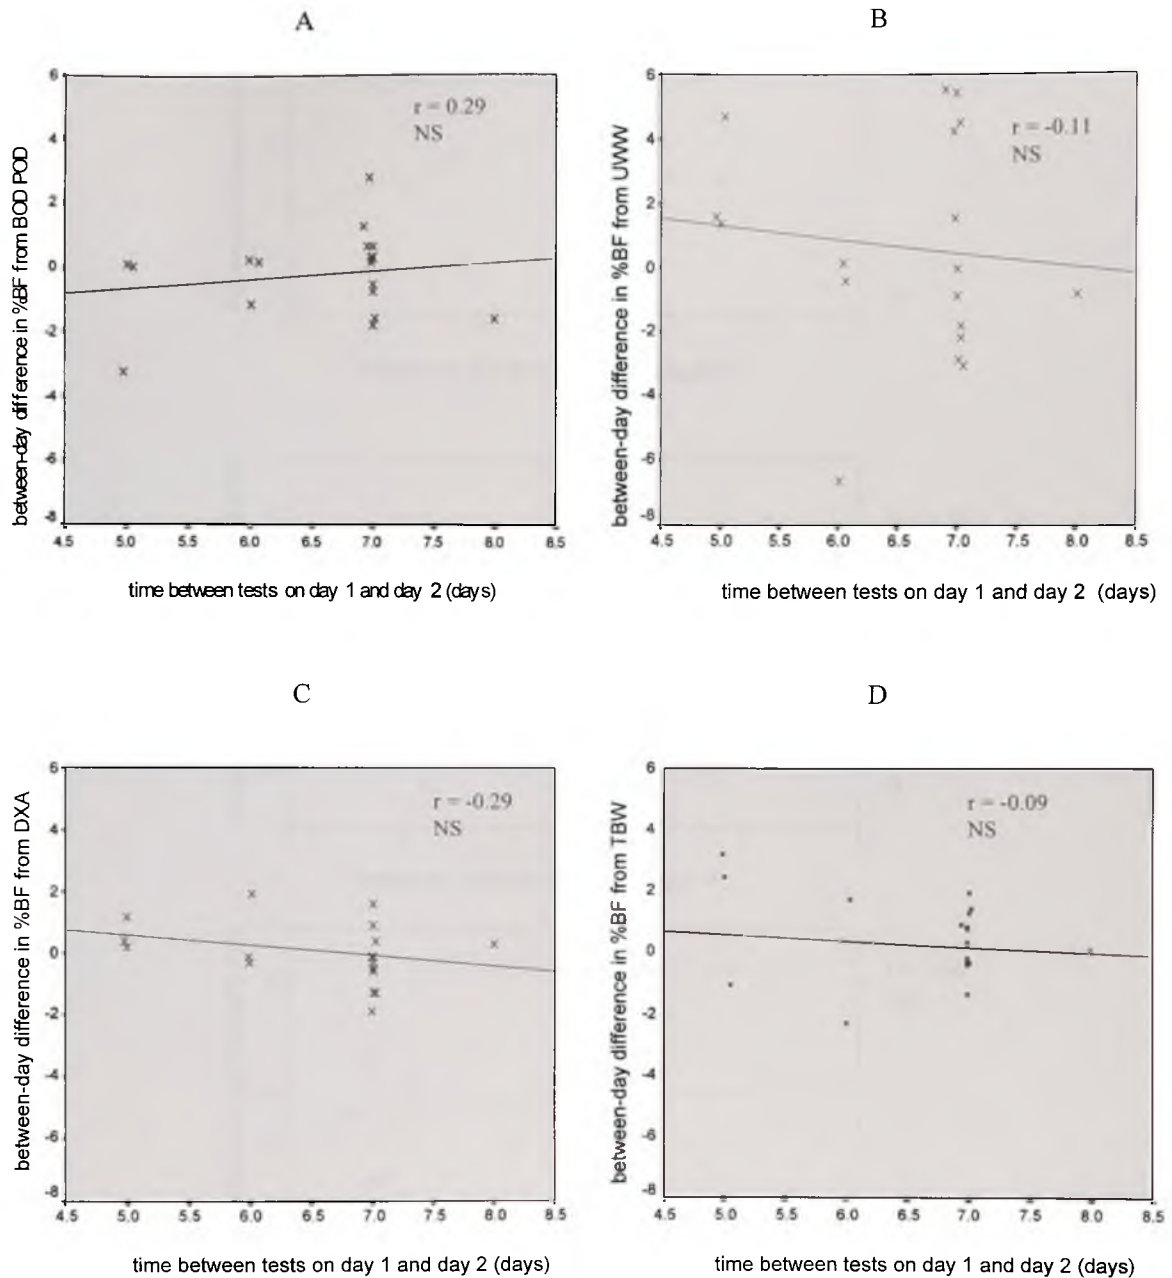 A
6
4
2
0
-2
-4
-6
-8
r = 0.29
NS
between-day difference in %BF from BOD POD
4.5 5.0 5.5 6.0 6.5 7.0 7.5 8.0 8.5
time between tests on day 1 and day 2 (days)
B
6
4
2
0
-2
-4
-6
-8
r = -0.11
NS
between-day difference in %BF from UWW
4.5 5.0 5.5 6.0 6.5 7.0 7.5 8.0 8.5
time between tests on day 1 and day 2 (days)
C
6
4
2
0
-2
-4
-6
-8
r = -0.29
NS
between-day difference in %BF from DXA
4.5 5.0 5.5 6.0 6.5 7.0 7.5 8.0 8.5
time between tests on day 1 and day 2 (days)
D
6
4
2
0
-2
-4
-6
-8
r = -0.09
NS
between-day difference in %BF from TBW
4.5 5.0 5.5 6.0 6.5 7.0 7.5 8.0 8.5
time between tests on day 1 and day 2 (days)